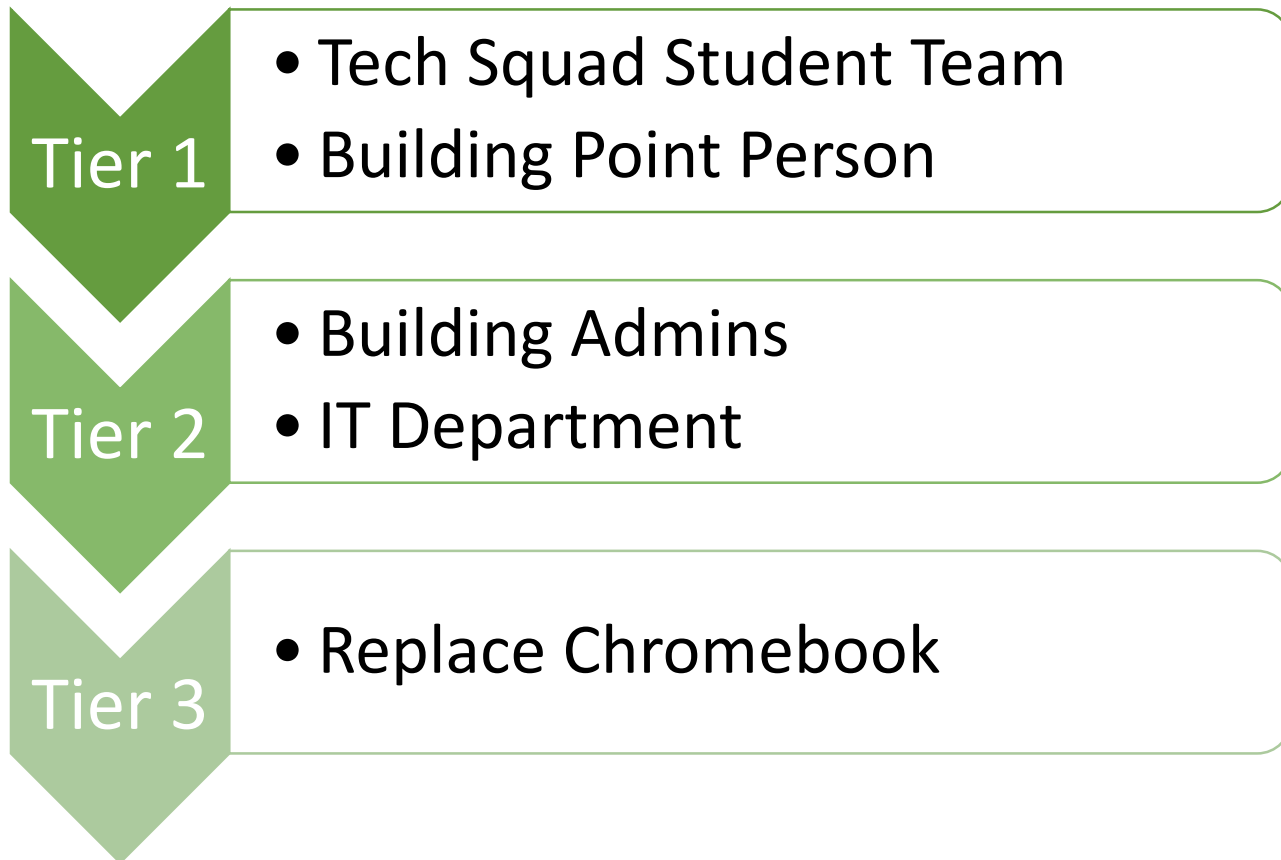 Tier 1
• Tech Squad Student Team
• Building Point Person
Tier 2
• Building Admins
• IT Department
Tier 3
• Replace Chromebook